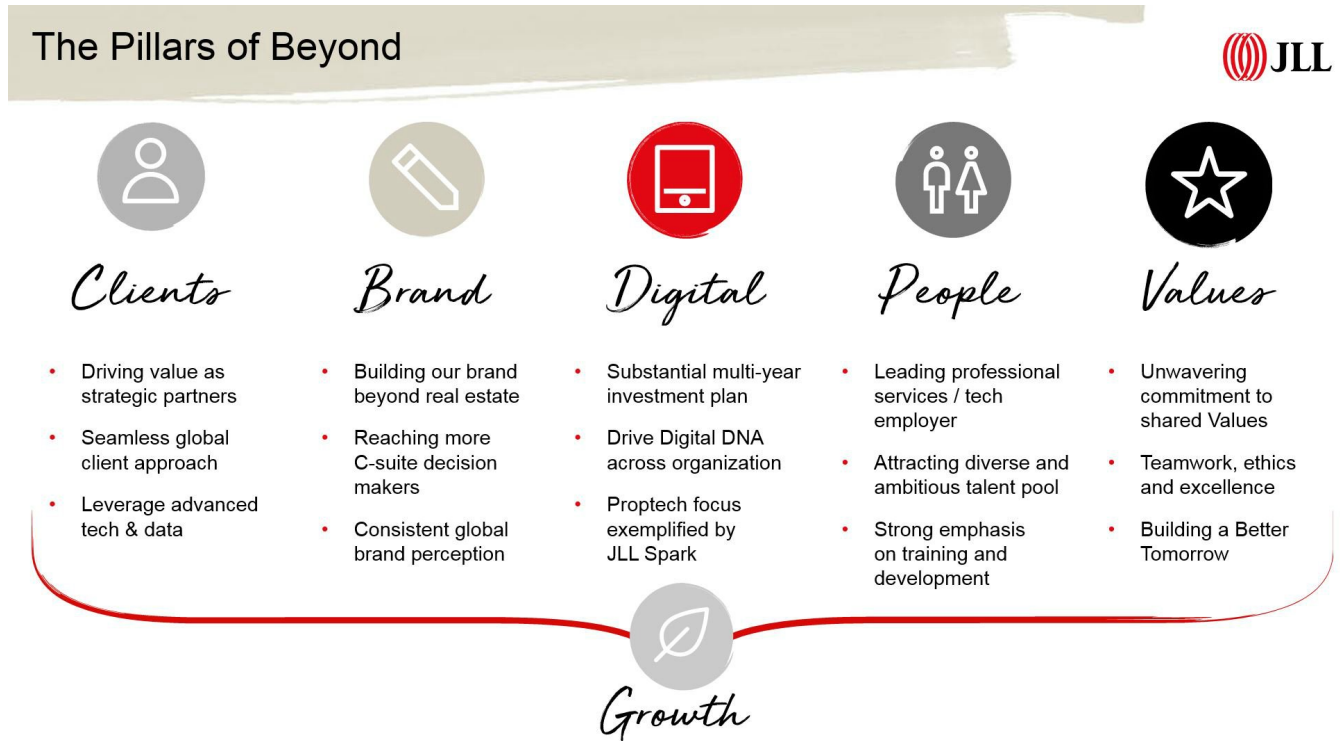 The Pillars of Beyond
JLL
Clients
• Driving value as
strategic partners
• Seamless global
client approach
• Leverage advanced
tech & data
Brand
• Building our brand
beyond real estate
• Reaching more
C-suite decision
makers
• Consistent global
brand perception
Digital
• Substantial multi-year
investment plan
• Drive Digital DNA
across organization
• Proptech focus
exemplified by
JLL Spark
People
• Leading professional
services / tech
employer
• Attracting diverse and
ambitious talent pool
• Strong emphasis
on training and
development
Values
• Unwavering
commitment to
shared Values
• Teamwork, ethics
and excellence
• Building a Better
Tomorrow
Growth